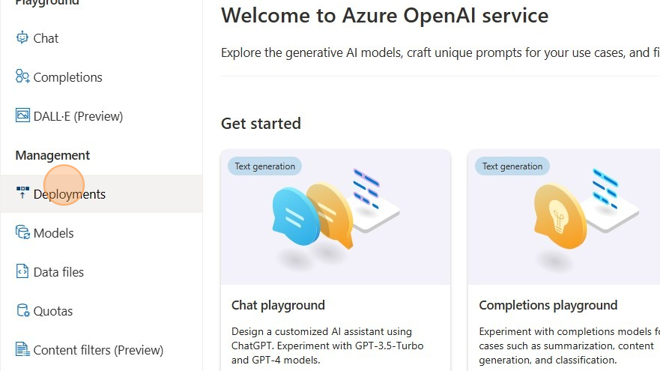 Playground
Chat
Completions
DALL·E (Preview)
Management
Deployments
Models
Data files
Quotas
Content filters (Preview)
Welcome to Azure OpenAI service
Explore the generative AI models, craft unique prompts for your use cases, and fi
Get started
Text generation
Chat playground
Design a customized AI assistant using
ChatGPT. Experiment with GPT-3.5-Turbo
and GPT-4 models.
Text generation
Completions playground
Experiment with completions models fo
cases such as summarization, content
generation, and classification.